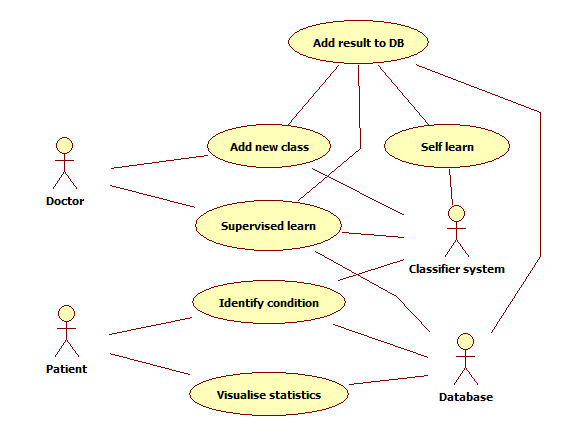 Add result to DB
Add new class
Self learn
Doctor
Supervised learn
Classifier system
Identify condition
Patient
Visualise statistics
Database